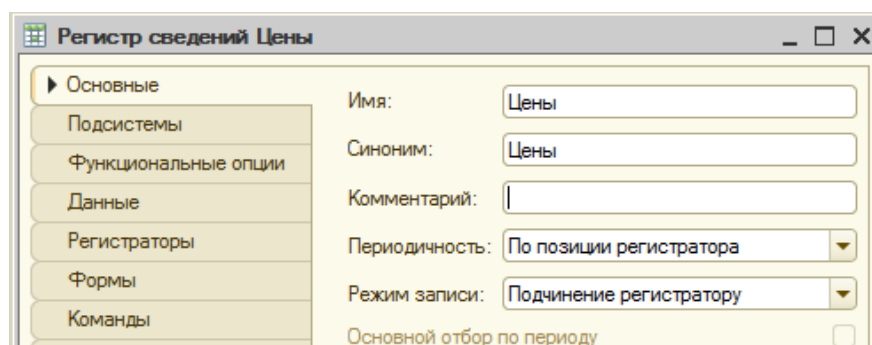 Регистр сведений Цены
Основные
Подсистемы
Функциональные опции
Данные
Регистраторы
Формы
Команды
Имя: Цены
Синоним: Цены
Комментарий:
Периодичность: По позиции регистратора
Режим записи: Подчинение регистратору
Основной отбор по периоду